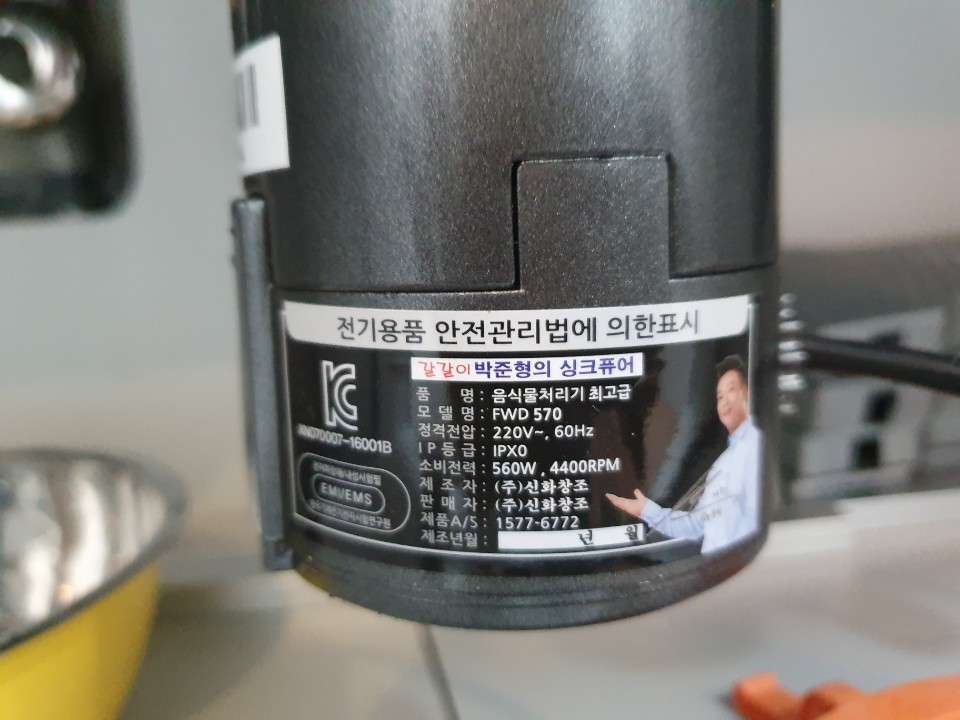 전기용품 안전관리법에 의한표시
갈갈이 박준형의 싱크퓨어
품 명 : 음식물처리기 최고급
모 델 명 : FWD 570
정격전압 : 220V~, 60Hz
I P 등 급 : IPX0
소비전력 : 560W, 4400RPM
제 조 자 : (주)신화창조
판 매 자 : (주)신화창조
제품A/S : 1577-6772
제조년월 : 년 월
KC
070007-16001B
EMI/EMS